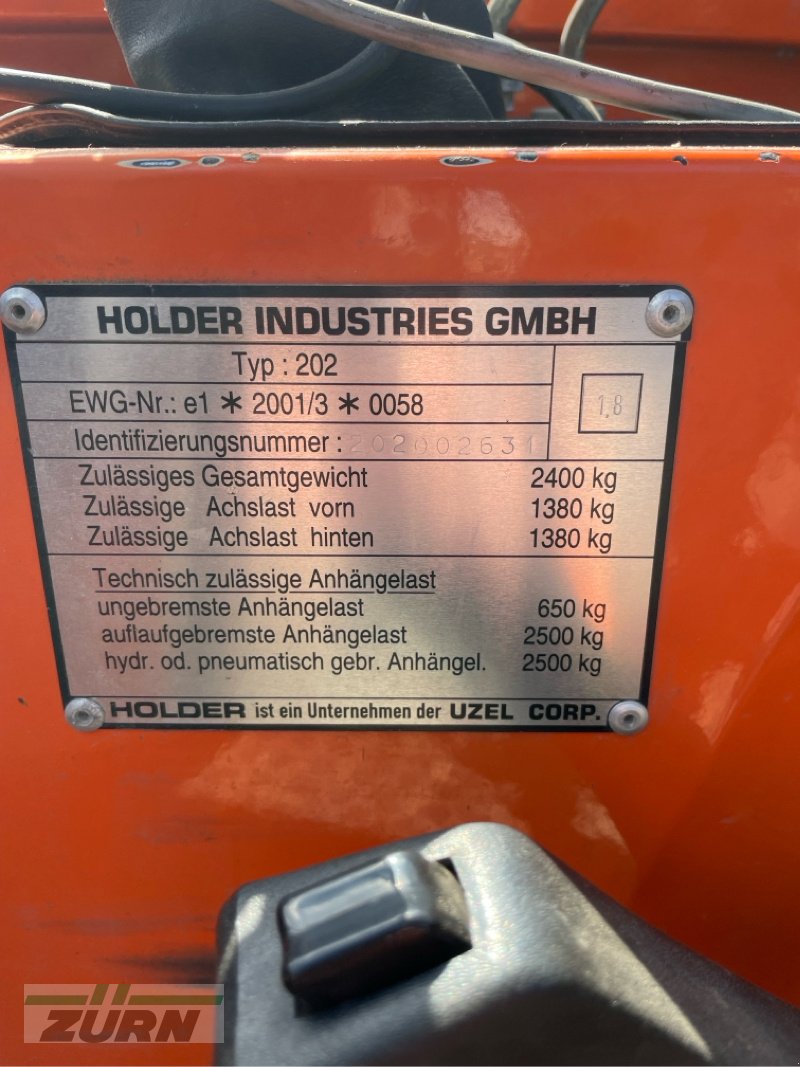 HOLDER INDUSTRIES GMBH
Typ : 202
EWG-Nr.: e1 * 2001/3 * 0058
1,8
Identifizierungsnummer : 202002631
Zulässiges Gesamtgewicht 2400 kg
Zulässige Achslast vorn 1380 kg
Zulässige Achslast hinten 1380 kg
Technisch zulässige Anhängelast
ungebremste Anhängelast 650 kg
auflaufgebremste Anhängelast 2500 kg
hydr. od. pneumatisch gebr. Anhängel. 2500 kg
HOLDER ist ein Unternehmen der UZEL CORP.
ZÜRN